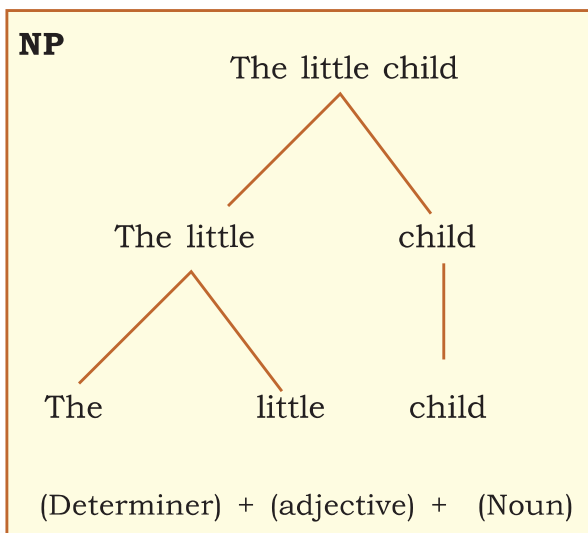 NP
The little child
The little child
The little child
(Determiner) + (adjective) + (Noun)